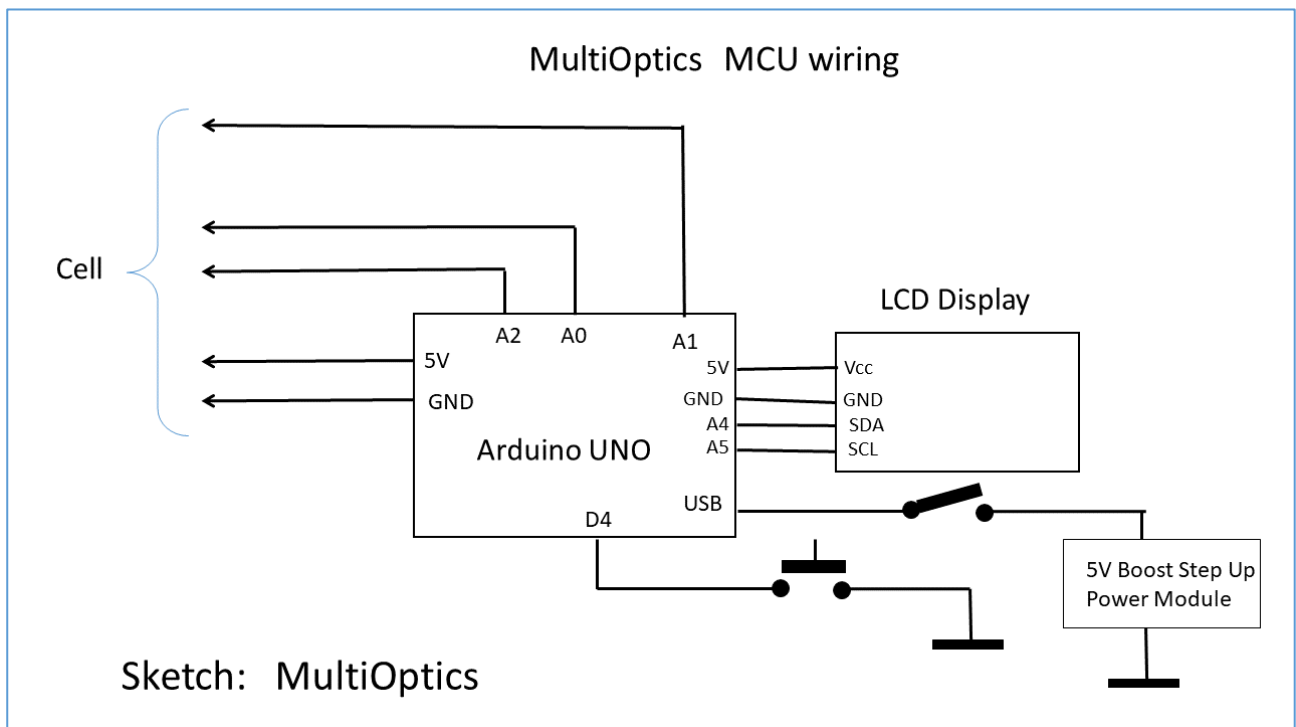 MultiOptics MCU wiring
Cell
LCD Display
A2
A0
A1
5V
GND
5V
GND
A4
A5
Vcc
GND
SDA
SCL
Arduino UNO
USB
D4
5V Boost Step Up
Power Module
Sketch: MultiOptics